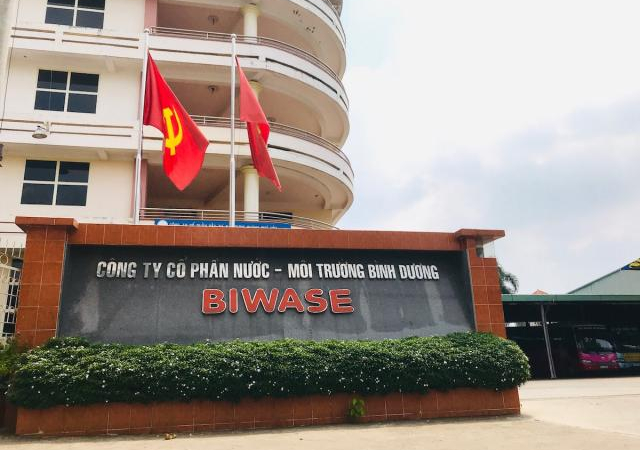 CÔNG TY CỔ PHẦN NƯỚC - MÔI TRƯỜNG BÌNH DƯƠNG
BIWASE